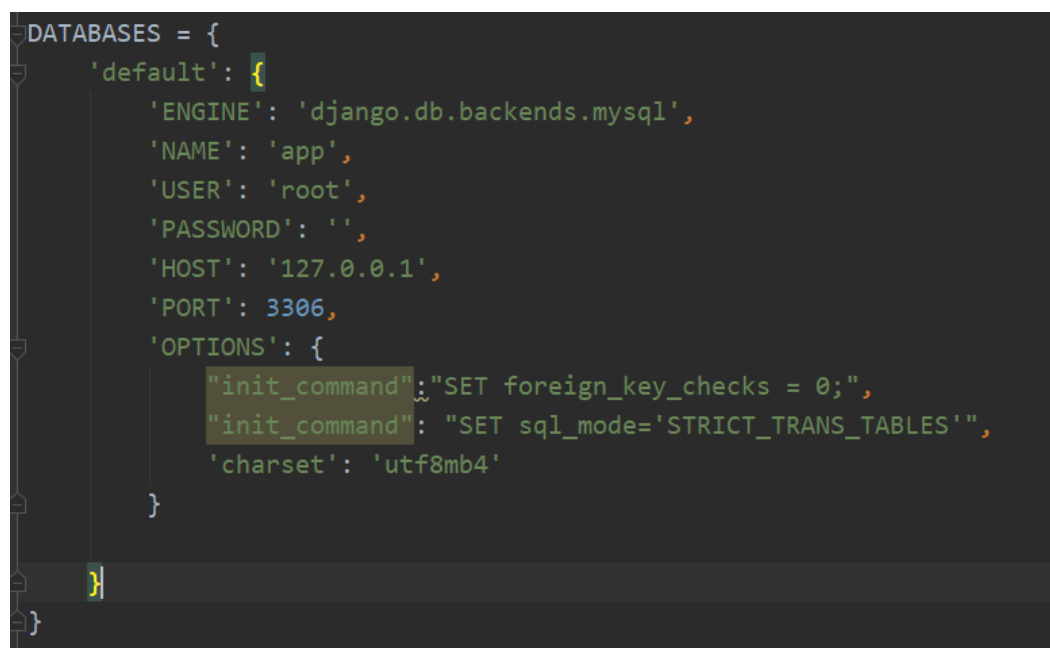 DATABASES = {
    'default': {
        'ENGINE': 'django.db.backends.mysql',
        'NAME': 'app',
        'USER': 'root',
        'PASSWORD': '',
        'HOST': '127.0.0.1',
        'PORT': 3306,
        'OPTIONS': {
            "init_command":"SET foreign_key_checks = 0;",
            "init_command": "SET sql_mode='STRICT_TRANS_TABLES'",
            'charset': 'utf8mb4'
        }
    }
}